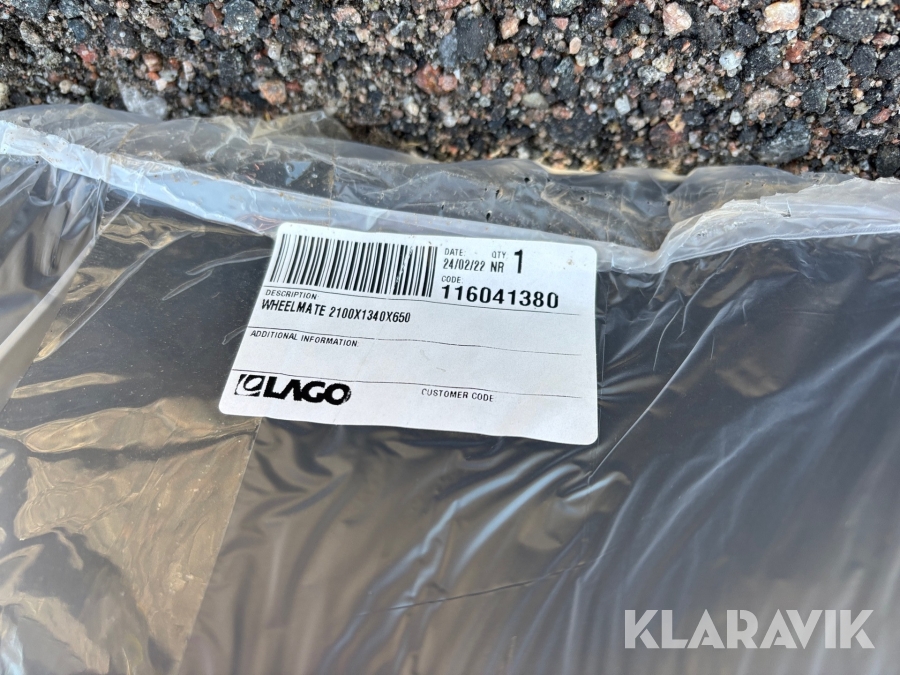 DATE: QTY
24/02/22 NR 1
CODE:
116041380
DESCRIPTION:
WHEELMATE 2100X1340X650
ADDITIONAL INFORMATION:
LAGO
CUSTOMER CODE
KLARAVIK